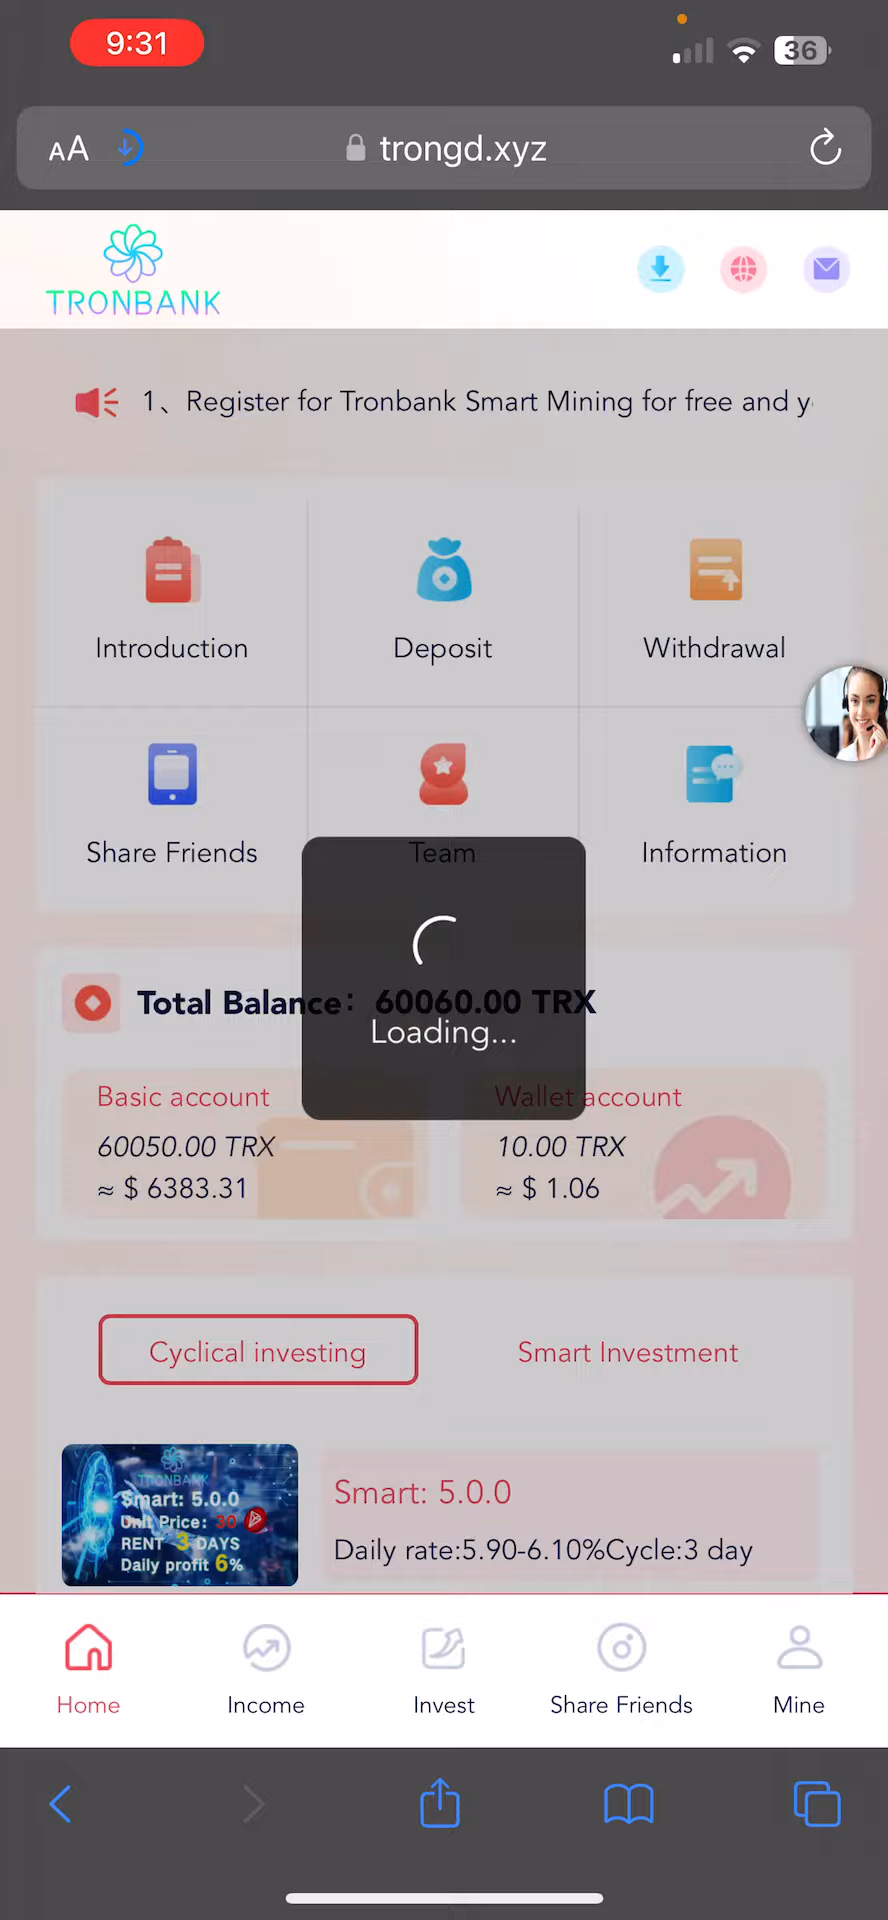 9:31
36
AA
trongd.xyz
TRONBANK
1、Register for Tronbank Smart Mining for free and y
Introduction
Deposit
Withdrawal
Share Friends
Team
Information
Total Balance： 60060.00 TRX
Loading...
Basic account
60050.00 TRX
≈ $ 6383.31
Wallet account
10.00 TRX
≈ $ 1.06
Cyclical investing
Smart Investment
TRONBANK
Smart: 5.0.0
Unit Price: 30
RENT 3 DAYS
Daily profit 6%
Smart: 5.0.0
Daily rate:5.90-6.10%Cycle:3 day
Home
Income
Invest
Share Friends
Mine